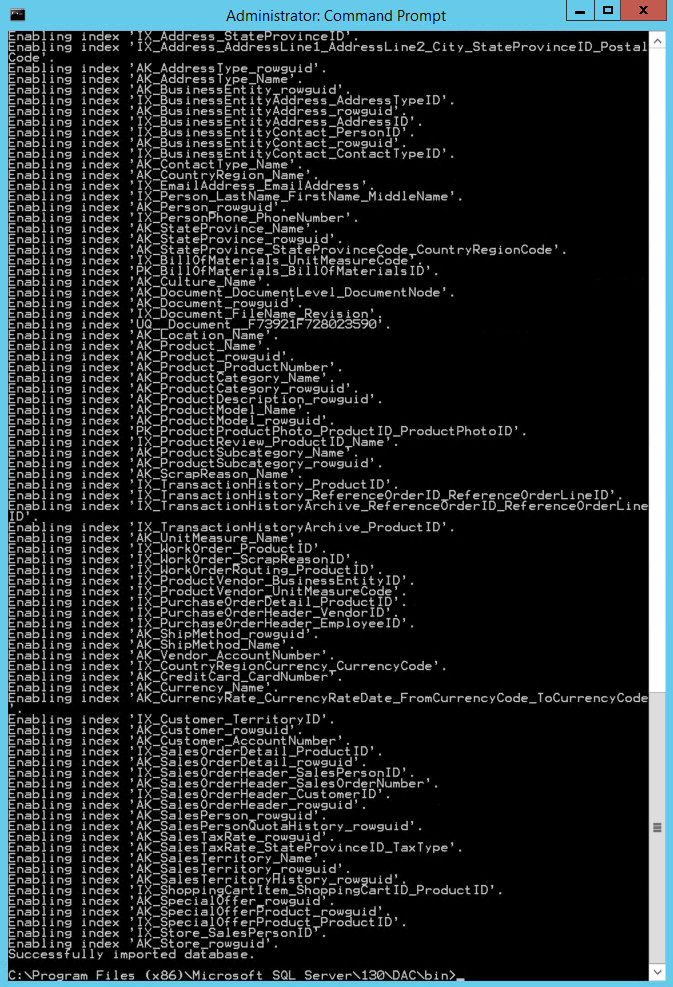 Administrator: Command Prompt
Enabling index 'IX_Address_StateProvinceID'.
Enabling index 'IX_Address_AddressLine1_AddressLine2_City_StateProvinceID_Postal
Code'.
Enabling index 'AK_AddressType_rowguid'.
Enabling index 'AK_AddressType_Name'.
Enabling index 'AK_BusinessEntity_rowguid'.
Enabling index 'IX_BusinessEntityAddress_AddressTypeID'.
Enabling index 'AK_BusinessEntityAddress_rowguid'.
Enabling index 'IX_BusinessEntityAddress_AddressID'.
Enabling index 'IX_BusinessEntityContact_PersonID'.
Enabling index 'AK_BusinessEntityContact_rowguid'.
Enabling index 'IX_BusinessEntityContact_ContactTypeID'.
Enabling index 'AK_ContactType_Name'.
Enabling index 'AK_CountryRegion_Name'.
Enabling index 'IX_EmailAddress_EmailAddress'.
Enabling index 'IX_Person_LastName_FirstName_MiddleName'.
Enabling index 'AK_Person_rowguid'.
Enabling index 'IX_PersonPhone_PhoneNumber'.
Enabling index 'AK_StateProvince_Name'.
Enabling index 'AK_StateProvince_rowguid'.
Enabling index 'AK_StateProvince_StateProvinceCode_CountryRegionCode'.
Enabling index 'IX_BillOfMaterials_UnitMeasureCode'.
Enabling index 'PK_BillOfMaterials_BillOfMaterialsID'.
Enabling index 'AK_Culture_Name'.
Enabling index 'AK_Document_DocumentLevel_DocumentNode'.
Enabling index 'AK_Document_rowguid'.
Enabling index 'IX_Document_FileName_Revision'.
Enabling index 'UQ__Document__F73921F728023590'.
Enabling index 'AK_Location_Name'.
Enabling index 'AK_Product_Name'.
Enabling index 'AK_Product_rowguid'.
Enabling index 'AK_Product_ProductNumber'.
Enabling index 'AK_ProductCategory_Name'.
Enabling index 'AK_ProductCategory_rowguid'.
Enabling index 'AK_ProductDescription_rowguid'.
Enabling index 'AK_ProductModel_Name'.
Enabling index 'AK_ProductModel_rowguid'.
Enabling index 'PK_ProductProductPhoto_ProductID_ProductPhotoID'.
Enabling index 'IX_ProductReview_ProductID_Name'.
Enabling index 'AK_ProductSubcategory_Name'.
Enabling index 'AK_ProductSubcategory_rowguid'.
Enabling index 'AK_ScrapReason_Name'.
Enabling index 'IX_TransactionHistory_ProductID'.
Enabling index 'IX_TransactionHistory_ReferenceOrderID_ReferenceOrderLineID'.
Enabling index 'IX_TransactionHistoryArchive_ReferenceOrderID_ReferenceOrderLine
ID'.
Enabling index 'IX_TransactionHistoryArchive_ProductID'.
Enabling index 'AK_UnitMeasure_Name'.
Enabling index 'IX_WorkOrder_ProductID'.
Enabling index 'IX_WorkOrder_ScrapReasonID'.
Enabling index 'IX_WorkOrderRouting_ProductID'.
Enabling index 'IX_ProductVendor_BusinessEntityID'.
Enabling index 'IX_ProductVendor_UnitMeasureCode'.
Enabling index 'IX_PurchaseOrderDetail_ProductID'.
Enabling index 'IX_PurchaseOrderHeader_VendorID'.
Enabling index 'IX_PurchaseOrderHeader_EmployeeID'.
Enabling index 'AK_ShipMethod_rowguid'.
Enabling index 'AK_ShipMethod_Name'.
Enabling index 'AK_Vendor_AccountNumber'.
Enabling index 'IX_CountryRegionCurrency_CurrencyCode'.
Enabling index 'AK_CreditCard_CardNumber'.
Enabling index 'AK_Currency_Name'.
Enabling index 'AK_CurrencyRate_CurrencyRateDate_FromCurrencyCode_ToCurrencyCode
'.
Enabling index 'IX_Customer_TerritoryID'.
Enabling index 'AK_Customer_rowguid'.
Enabling index 'AK_Customer_AccountNumber'.
Enabling index 'IX_SalesOrderDetail_ProductID'.
Enabling index 'AK_SalesOrderDetail_rowguid'.
Enabling index 'IX_SalesOrderHeader_SalesPersonID'.
Enabling index 'AK_SalesOrderHeader_SalesOrderNumber'.
Enabling index 'IX_SalesOrderHeader_CustomerID'.
Enabling index 'AK_SalesOrderHeader_rowguid'.
Enabling index 'AK_SalesPerson_rowguid'.
Enabling index 'AK_SalesPersonQuotaHistory_rowguid'.
Enabling index 'AK_SalesTaxRate_rowguid'.
Enabling index 'AK_SalesTaxRate_StateProvinceID_TaxType'.
Enabling index 'AK_SalesTerritory_Name'.
Enabling index 'AK_SalesTerritory_rowguid'.
Enabling index 'AK_SalesTerritoryHistory_rowguid'.
Enabling index 'IX_ShoppingCartItem_ShoppingCartID_ProductID'.
Enabling index 'AK_SpecialOffer_rowguid'.
Enabling index 'AK_SpecialOfferProduct_rowguid'.
Enabling index 'IX_SpecialOfferProduct_ProductID'.
Enabling index 'IX_Store_SalesPersonID'.
Enabling index 'AK_Store_rowguid'.
Successfully imported database.
C:\Program Files (x86)\Microsoft SQL Server\130\DAC\bin>_